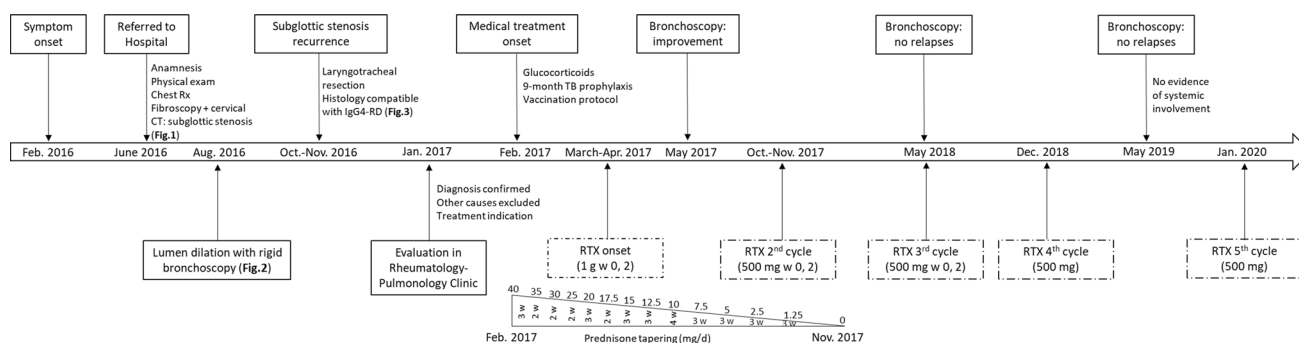 Symptom
onset
Referred to
Hospital
Subglottic stenosis
recurrence
Medical treatment
onset
Bronchoscopy:
improvement
Bronchoscopy:
no relapses
Bronchoscopy:
no relapses
Anamnesis
Physical exam
Chest Rx
Fibroscopy + cervical
CT: subglottic stenosis
(Fig.1)
Laryngotracheal
resection
Histology compatible
with IgG4-RD (Fig.3)
Glucocorticoids
9-month TB prophylaxis
Vaccination protocol
No evidence
of systemic
involvement
Feb. 2016 June 2016 Aug. 2016 Oct.-Nov. 2016 Jan. 2017 Feb. 2017 March-Apr. 2017 May 2017 Oct.-Nov. 2017 May 2018 Dec. 2018 May 2019 Jan. 2020
Diagnosis confirmed
Other causes excluded
Treatment indication
Lumen dilation with rigid
bronchoscopy (Fig.2)
Evaluation in
Rheumatology-
Pulmonology Clinic
RTX onset
(1 g w 0, 2)
RTX 2nd cycle
(500 mg w 0, 2)
RTX 3rd cycle
(500 mg w 0, 2)
RTX 4th cycle
(500 mg)
RTX 5th cycle
(500 mg)
40 35 30 25 20 17.5 15 12.5 10 7.5 5 2.5 1.25 0
3 w 2 w 2 w 2 w 3 w 2 w 3 w 3 w 4 w 3 w 3 w 3 w 3 w
Feb. 2017 Prednisone tapering (mg/d) Nov. 2017